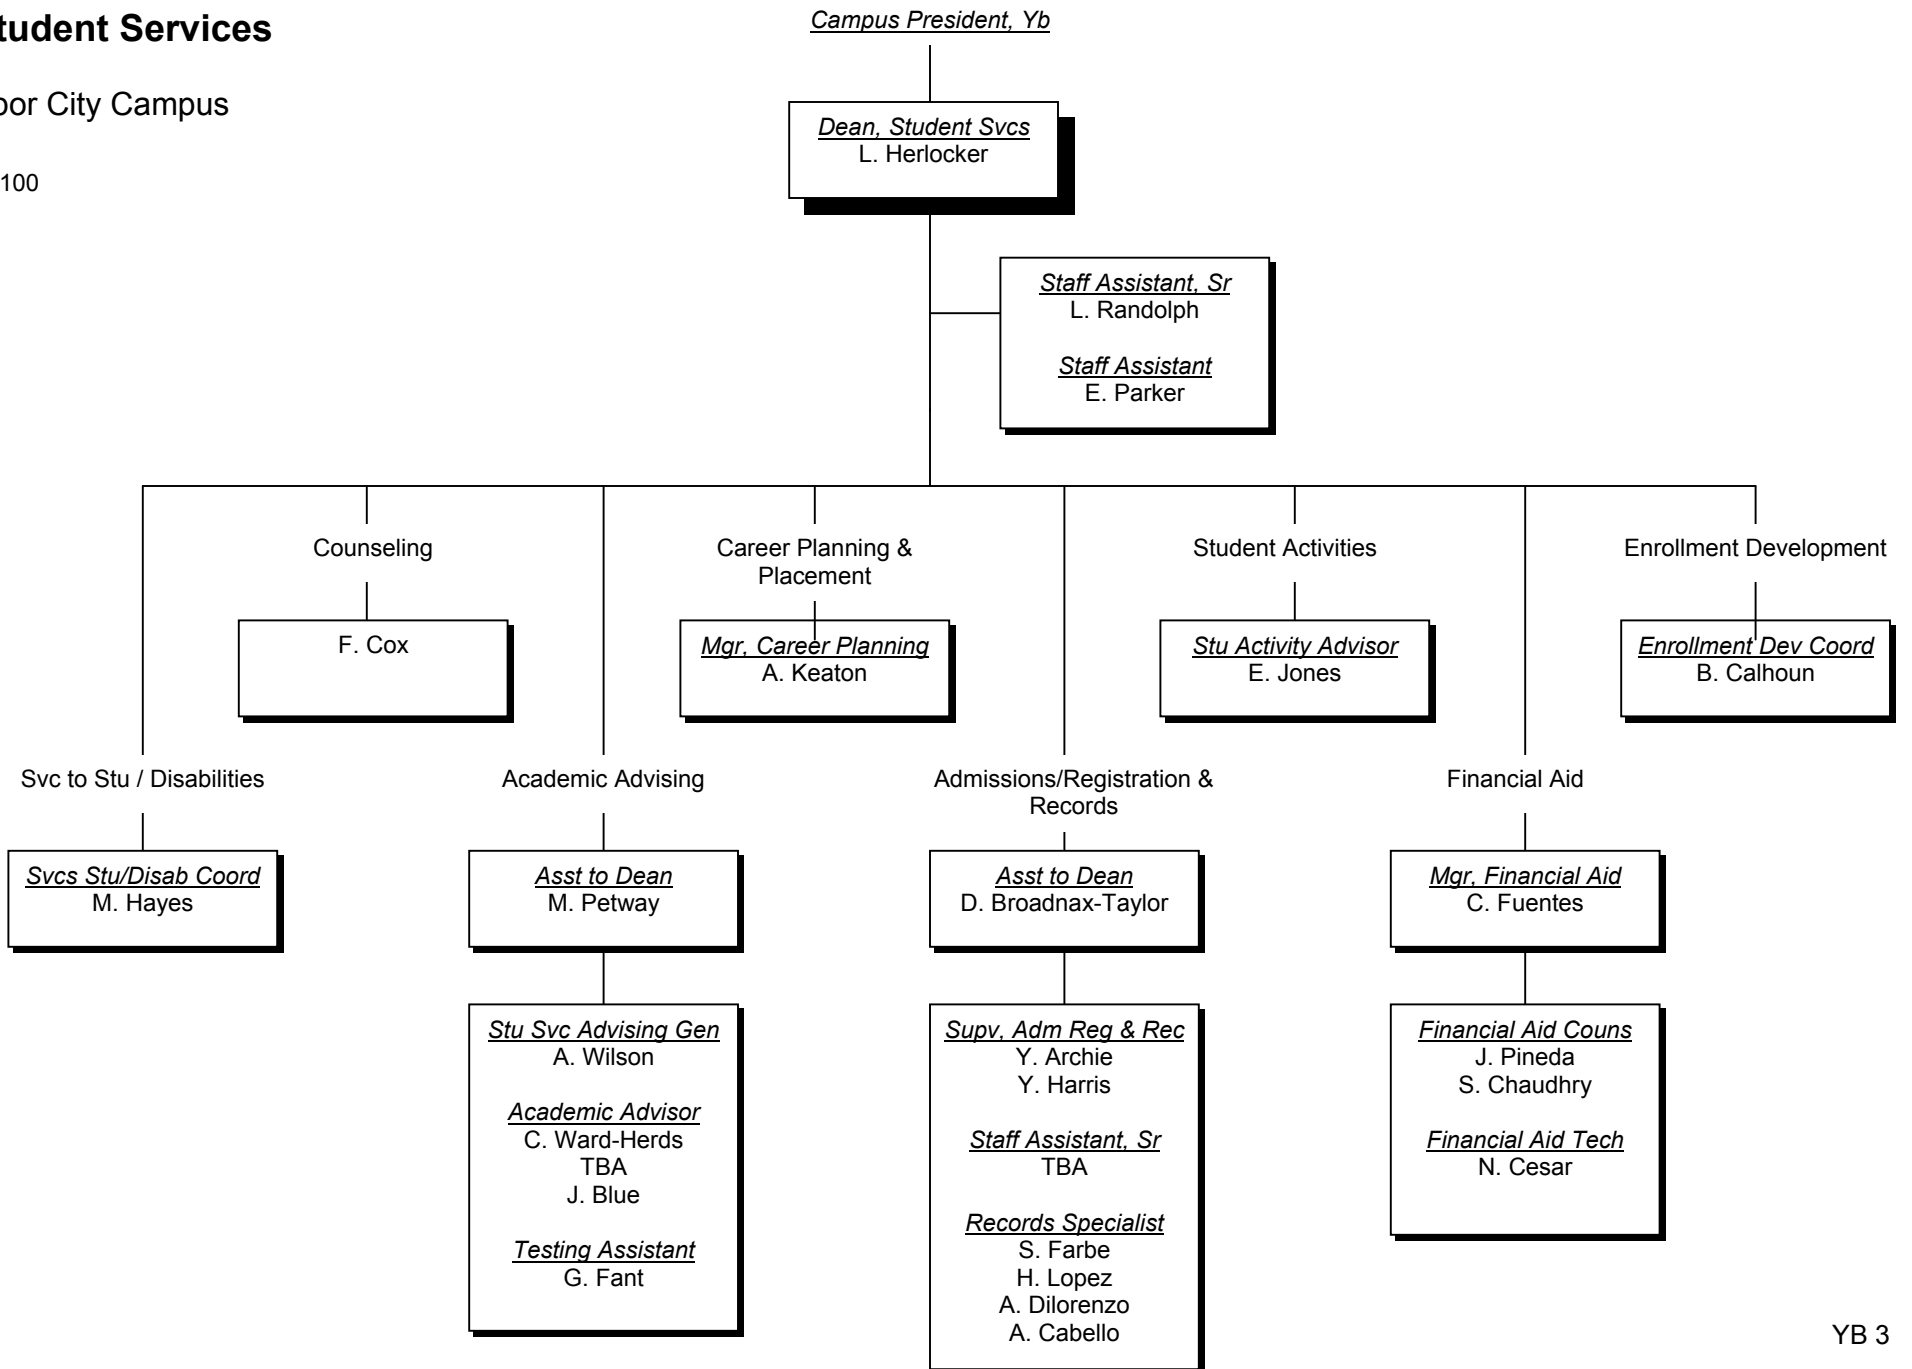 tudent Services
oor City Campus
100
Campus President, Yb
Dean, Student Svcs
L. Herlocker
Staff Assistant, Sr
L. Randolph
Staff Assistant
E. Parker
Counseling
F. Cox
Career Planning &
Placement
Mgr, Career Planning
A. Keaton
Student Activities
Stu Activity Advisor
E. Jones
Enrollment Development
Enrollment Dev Coord
B. Calhoun
Svc to Stu / Disabilities
Svcs Stu/Disab Coord
M. Hayes
Academic Advising
Asst to Dean
M. Petway
Stu Svc Advising Gen
A. Wilson
Academic Advisor
C. Ward-Herds
TBA
J. Blue
Testing Assistant
G. Fant
Admissions/Registration &
Records
Asst to Dean
D. Broadnax-Taylor
Supv, Adm Reg & Rec
Y. Archie
Y. Harris
Staff Assistant, Sr
TBA
Records Specialist
S. Farbe
H. Lopez
A. Dilorenzo
A. Cabello
Financial Aid
Mgr, Financial Aid
C. Fuentes
Financial Aid Couns
J. Pineda
S. Chaudhry
Financial Aid Tech
N. Cesar
YB 3